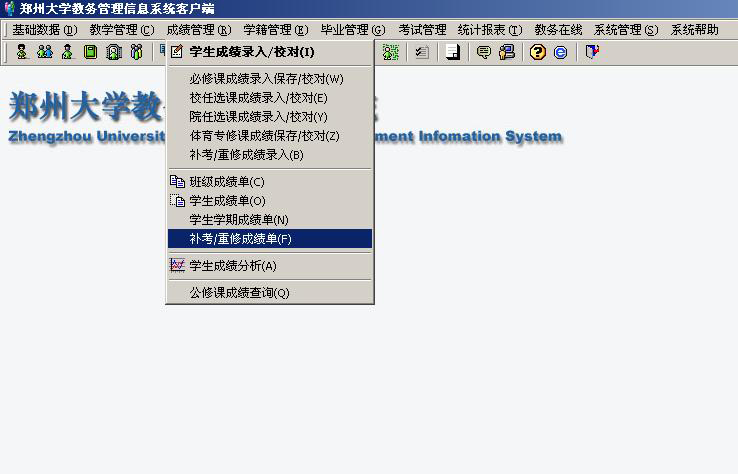 郑州大学教务管理信息系统客户端
基础数据(D) 教学管理(C) 成绩管理(R) 学籍管理(E) 毕业管理(G) 考试管理 统计报表(T) 教务在线 系统管理(S) 系统帮助
学生成绩录入/校对(I)
必修课成绩录入保存/校对(W)
校任选课成绩录入/校对(E)
院任选课成绩录入/校对(Y)
体育专修课成绩保存/校对(Z)
补考/重修成绩录入(B)
班级成绩单(C)
学生成绩单(O)
学生学期成绩单(N)
补考/重修成绩单(F)
学生成绩分析(A)
公修课成绩查询(Q)
郑州大学教
Zhengzhou Universit ment Infomation System